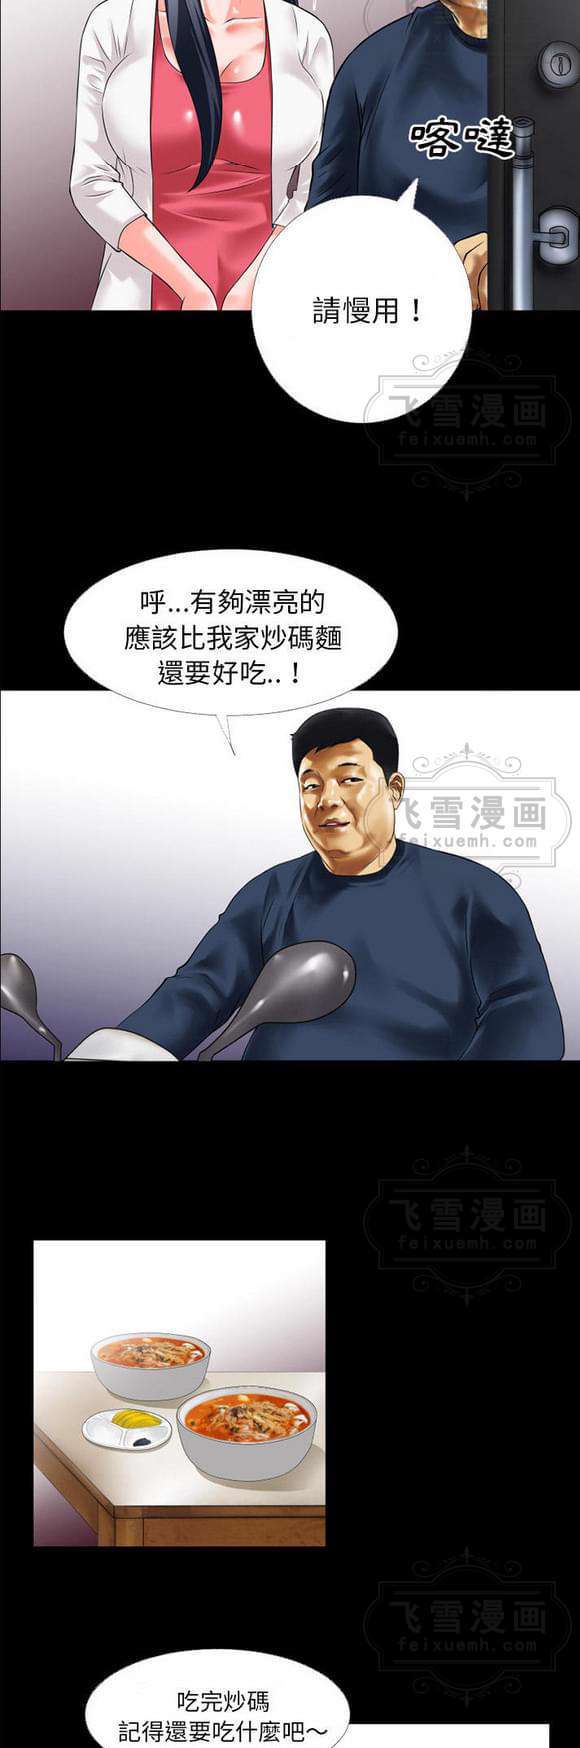 喀噠
請慢用！
飞雪漫画
feixuemh.com
呼...有夠漂亮的
應該比我家炒碼麵
還要好吃..！
飞雪漫画
feixuemh.com
飞雪漫画
feixuemh.com
飞雪漫画
feixuemh.com
吃完炒碼
記得還要吃什麼吧～